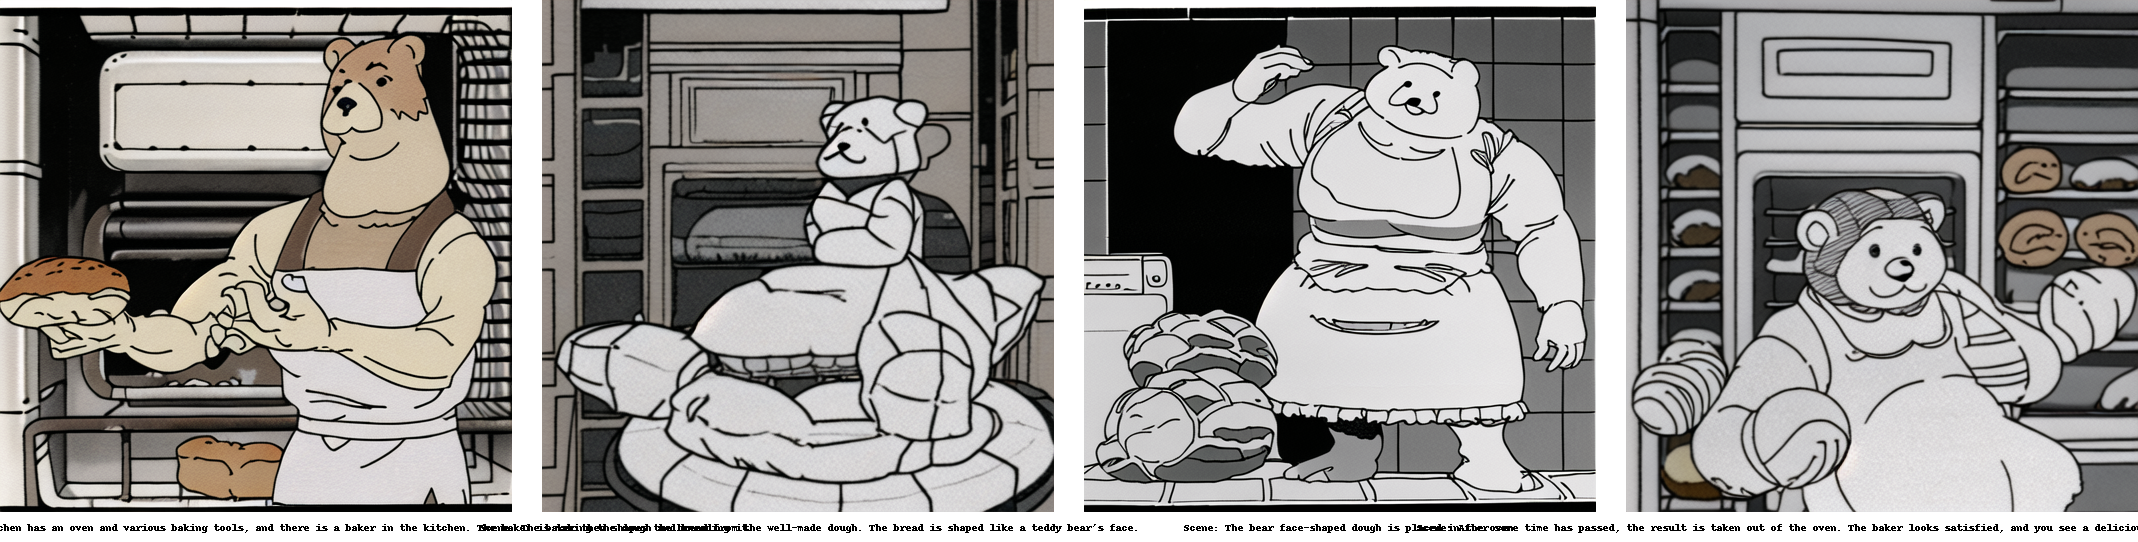 chen has an oven and various baking tools, and there is a baker in the kitchen. the well-made dough. The bread is shaped like a teddy bear's face.
Scene: The bear face-shaped dough is some time has passed, the result is taken out of the oven. The baker looks satisfied, and you see a deliciou